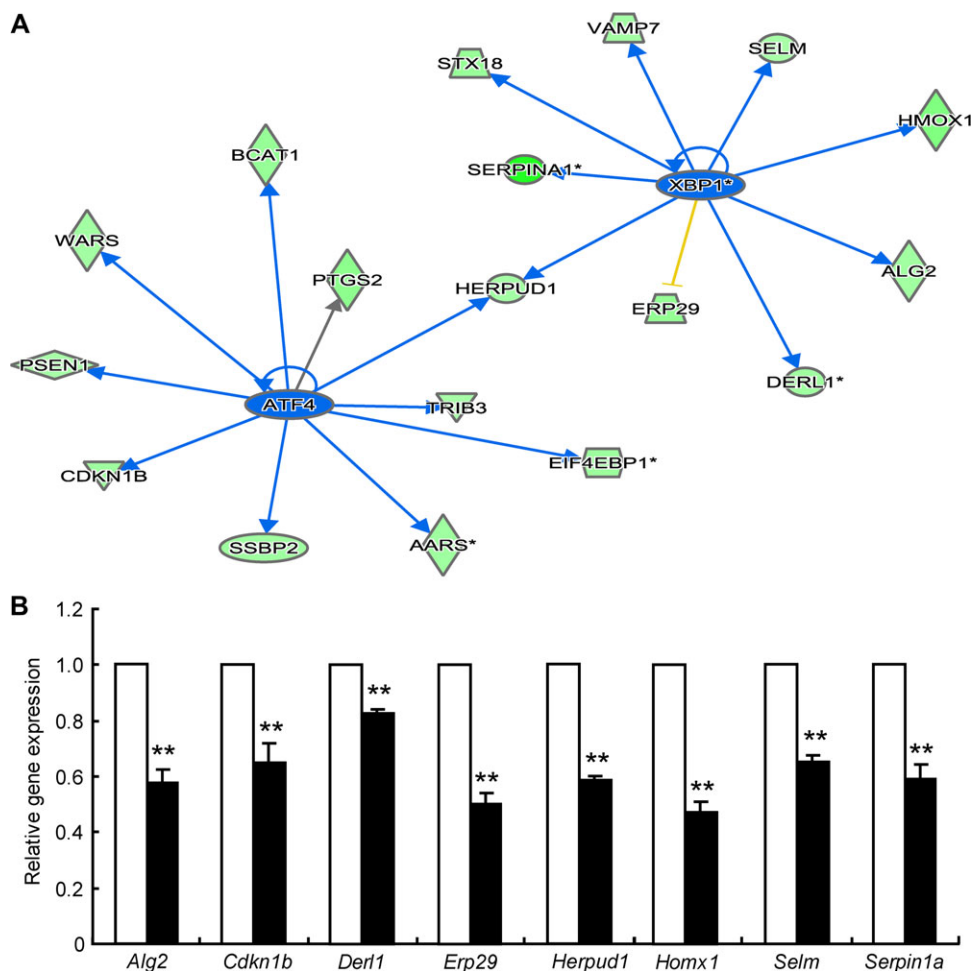 A
VAMP7
STX18
SELM
HMOX1
BCAT1
SERPINA1*
XBP1*
WARS
PTGS2
HERPUD1
ALG2
ERP29
PSEN1
DERL1*
ATF4
TRIB3
CDKN1B
EIF4EBP1*
SSBP2
AARS*
B
Relative gene expression
1.2
1.0
0.8
0.6
0.4
0.2
0
**
**
**
**
**
**
**
**
Alg2 Cdkn1b Derl1 Erp29 Herpud1 Homx1 Selm Serpin1a